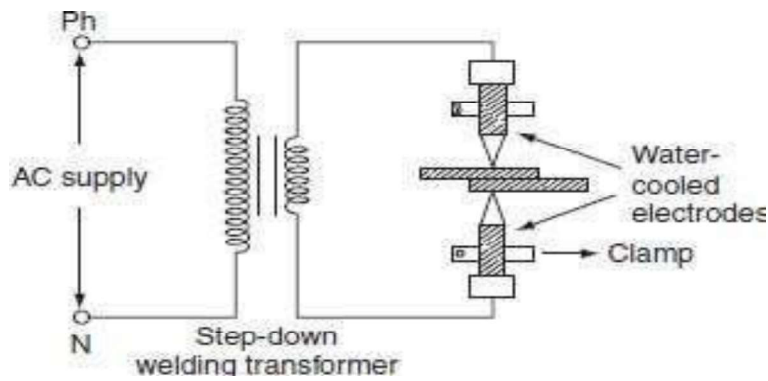 Ph
AC supply
N
Step-down
welding transformer
Water-
cooled
electrodes
Clamp